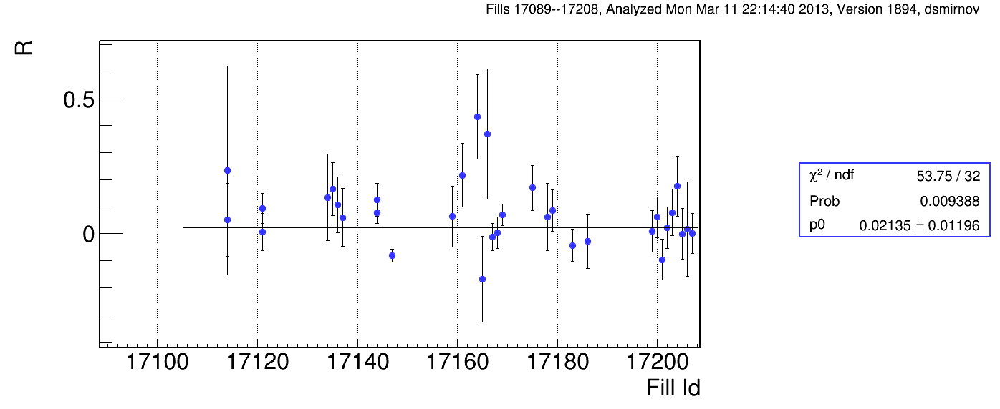 Fills 17089--17208, Analyzed Mon Mar 11 22:14:40 2013, Version 1894, dsmirnov
R
0.5
0
χ² / ndf 53.75 / 32
Prob 0.009388
p0 0.02135 ± 0.01196
17100 17120 17140 17160 17180 17200
Fill Id